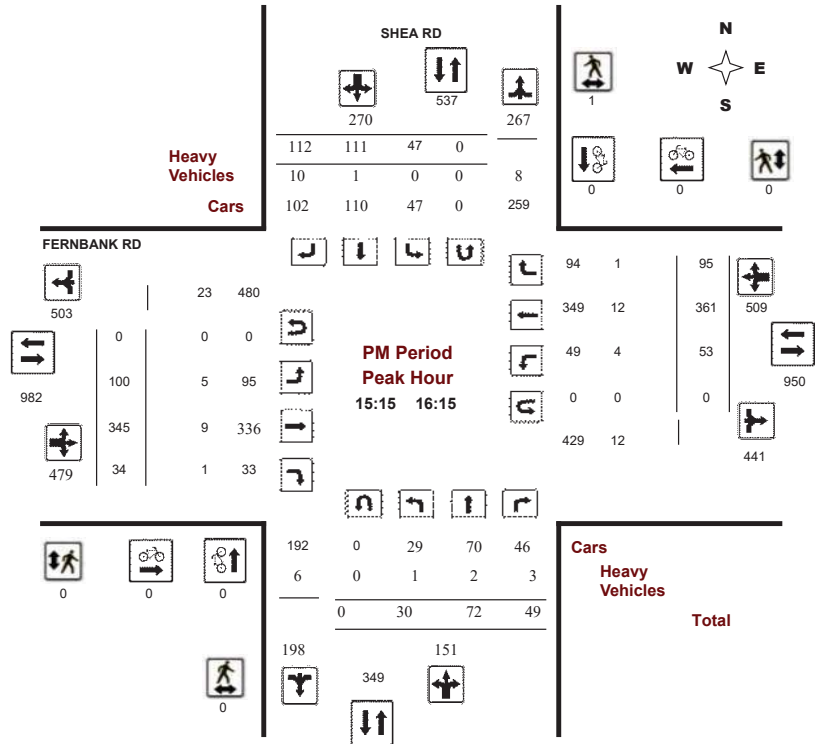 SHEA RD
N
W E
S
537
1
270 267
112 111 47 0
Heavy
Vehicles
10 1 0 0 8
Cars
102 110 47 0 259
0 0 0
FERNBANK RD
503
23 480
0 0 0
982
100 5 95
345 9 336
479
34 1 33
PM Period
Peak Hour
15:15 16:15
94 1 95
349 12 361
509
49 4 53
950
0 0 0
429 12
441
192 0 29 70 46
Cars
6 0 1 2 3
Heavy
Vehicles
0 30 72 49
Total
0 0 0
198 151
349
0